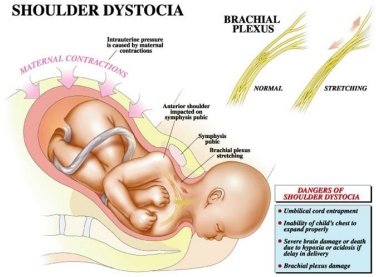 SHOULDER DYSTOCIA
Intrauterine pressure
is caused by maternal
contractions
MATERNAL CONTRACTIONS
Anterior shoulder
impacted on
symphysis pubic
Symphysis
pubic
Brachial plexus
stretching
BRACHIAL
PLEXUS
NORMAL
STRETCHING
DANGERS OF
SHOULDER DYSTOCIA
• Umbilical cord entrapment
• Inability of child's chest to
expand properly
• Severe brain damage or death
due to hypoxia or acidosis if
delay in delivery
• Brachial plexus damage